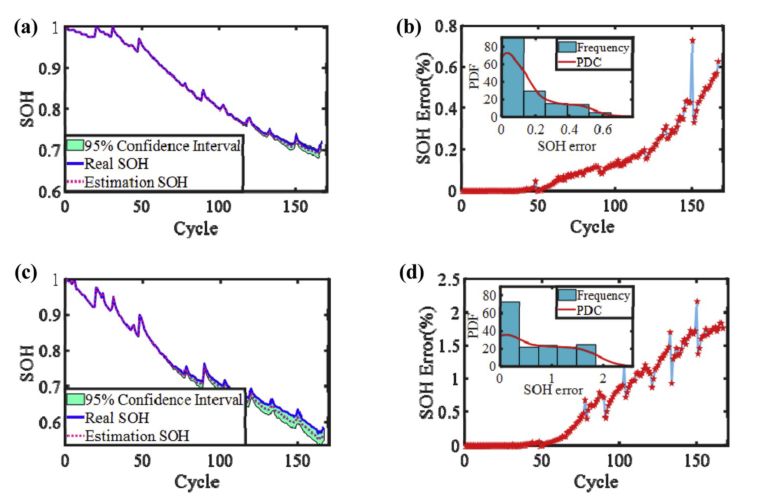 (a)
1
0.9
0.8
0.7
0.6
SOH
95% Confidence Interval
Real SOH
Estimation SOH
0 50 100 150
Cycle
(b)
0.8
0.6
0.4
0.2
0
SOH Error(%)
80
60
40
20
0
PDF
Frequency
PDC
0 0.2 0.4 0.6
SOH error
0 50 100 150
Cycle
(c)
1
0.9
0.8
0.7
0.6
SOH
95% Confidence Interval
Real SOH
Estimation SOH
0 50 100 150
Cycle
(d)
2.5
2
1.5
1
0.5
0
SOH Error(%)
80
60
40
20
0
PDF
Frequency
PDC
0 1 2
SOH error
0 50 100 150
Cycle